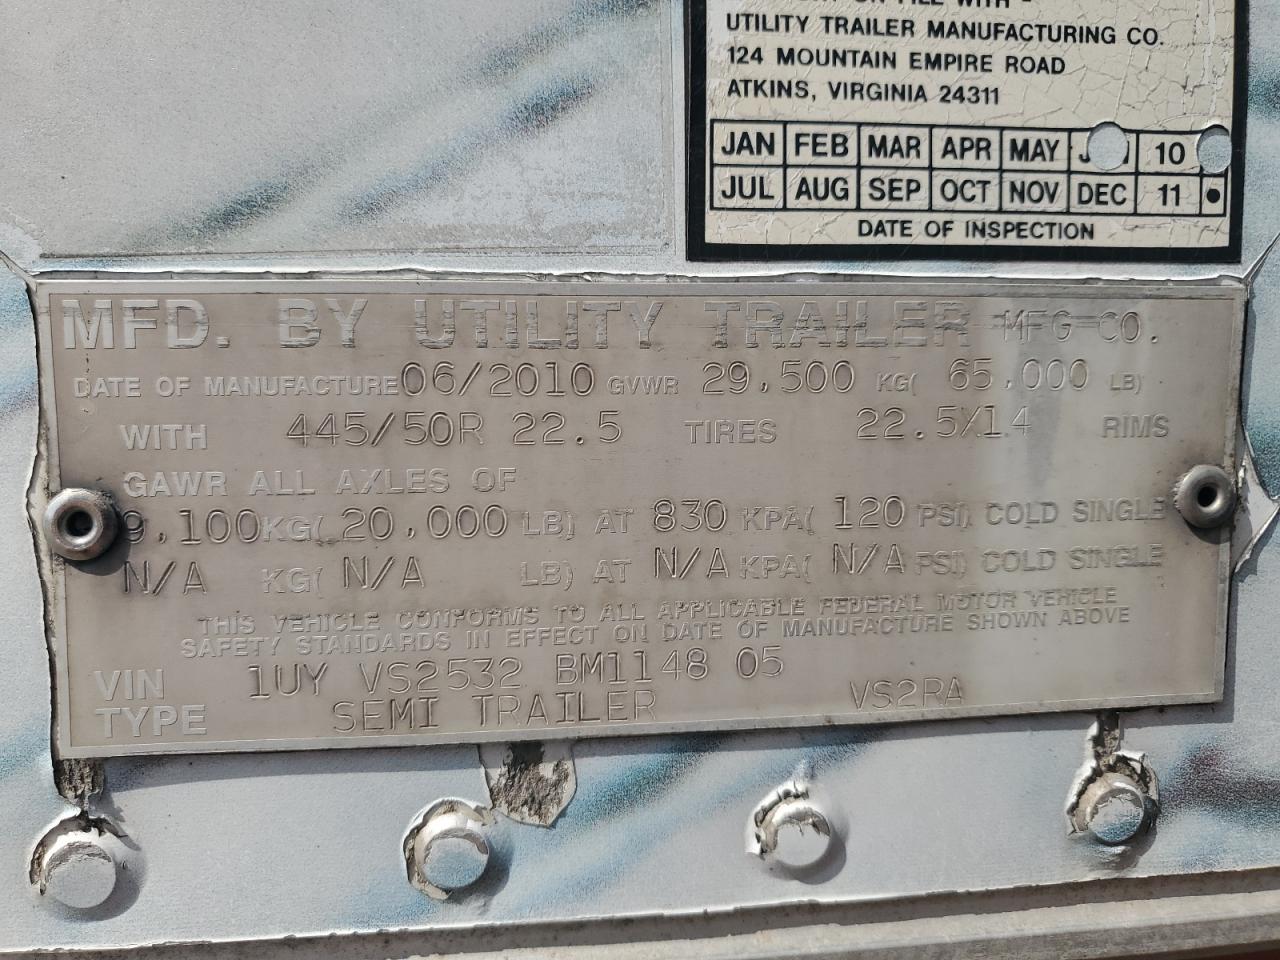 UTILITY TRAILER MANUFACTURING CO.
124 MOUNTAIN EMPIRE ROAD
ATKINS, VIRGINIA 24311
JAN FEB MAR APR MAY 10
JUL AUG SEP OCT NOV DEC 11
DATE OF INSPECTION
MFD. BY UTILITY TRAILER MFG CO.
DATE OF MANUFACTURE 06/2010 GVWR 29,500 KG( 65,000 LB)
WITH 445/50R 22.5 TIRES 22.5X14 RIMS
GAWR ALL AXLES OF
9,100 KG( 20,000 LB) AT 830 KPA( 120 PSI) COLD SINGLE
N/A KG( N/A LB) AT N/A KPA( N/A PSI) COLD SINGLE
THIS VEHICLE CONFORMS TO ALL APPLICABLE FEDERAL MOTOR VEHICLE
SAFETY STANDARDS IN EFFECT ON DATE OF MANUFACTURE SHOWN ABOVE
VIN 1UY VS2532 BM1148 05
TYPE SEMI TRAILER VS2RA